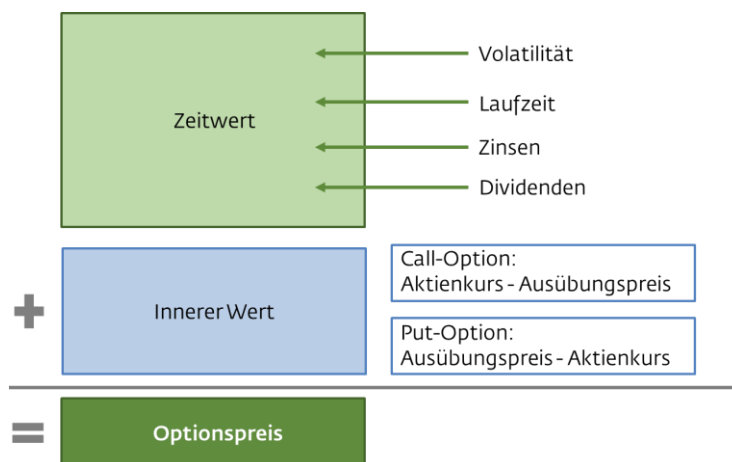 Zeitwert
Volatilität
Laufzeit
Zinsen
Dividenden
+
Innerer Wert
Call-Option:
Aktienkurs - Ausübungspreis
Put-Option:
Ausübungspreis - Aktienkurs
=
Optionspreis